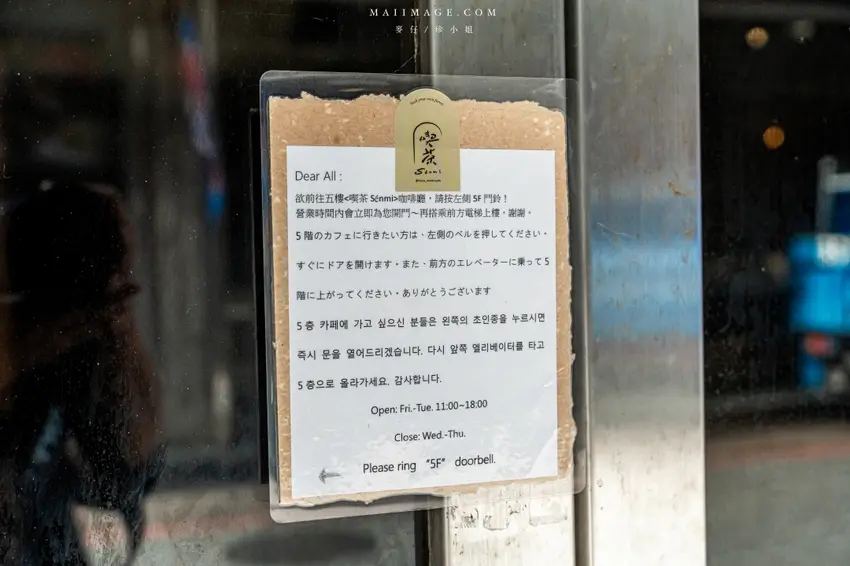 MAIIMAGE.COM
麥仔/珍小姐
喫茶
Sénmi
Dear All :
欲前往五樓<喫茶 Sénmi>咖啡廳，請按左側 5F 門鈴！
營業時間內會立即為您開門～再搭乘前方電梯上樓，謝謝。
5 階のカフェに行きたい方は、左側のベルを押してください。
すぐにドアを開けます。また、前方のエレベーターに乗って 5
階に上がってください。ありがとうございます
5 층 카페에 가고 싶으신 분들은 왼쪽의 초인종을 누르시면
즉시 문을 열어드리겠습니다. 다시 앞쪽 엘리베이터를 타고
5 층으로 올라가세요. 감사합니다.
Open: Fri.-Tue. 11:00~18:00
Close: Wed.-Thu.
Please ring "5F" doorbell.